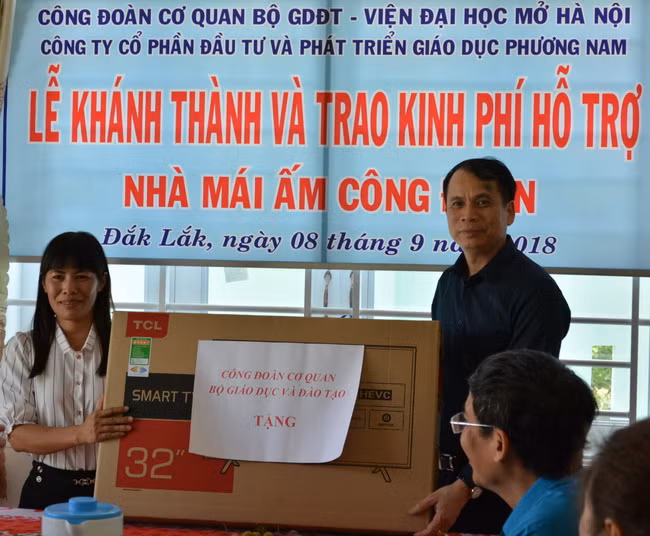 CÔNG ĐOÀN CƠ QUAN BỘ GDĐT - VIỆN ĐẠI HỌC MỞ HÀ NỘI
CÔNG TY CỔ PHẦN ĐẦU TƯ VÀ PHÁT TRIỂN GIÁO DỤC PHƯƠNG NAM
LỄ KHÁNH THÀNH VÀ TRAO KINH PHÍ HỖ TRỢ
NHÀ MÁI ẤM CÔNG
Đắk Lắk, ngày 08 tháng 9 2018
TCL
SMART
32"
HEVC
CÔNG ĐOÀN CƠ QUAN
BỘ GIÁO DỤC VÀ ĐÀO TẠO
TẶNG